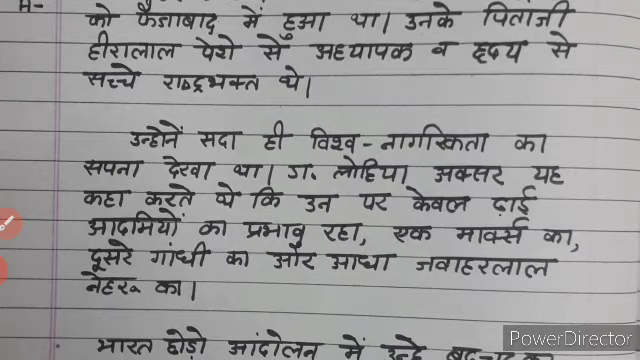 A-
को फैजाबाद में हुआ था। उनके पिताजी
हीरालाल पेशे से अध्यापक व हृदय से
सच्चे राष्ट्रभक्त थे।
उन्होनें सदा ही विश्व-नागरिकता का
सपना देखा था। डा. लोहिया अक्सर यह
कहा करते थे कि उन पर केवल ढ़ाई
आदमियों का प्रभाव रहा, एक मार्क्स का,
दूसरे गांधी का और आधा जवाहरलाल
नेहरू का।
भारत छोड़ो आंदोलन में उन्हे
PowerDirector